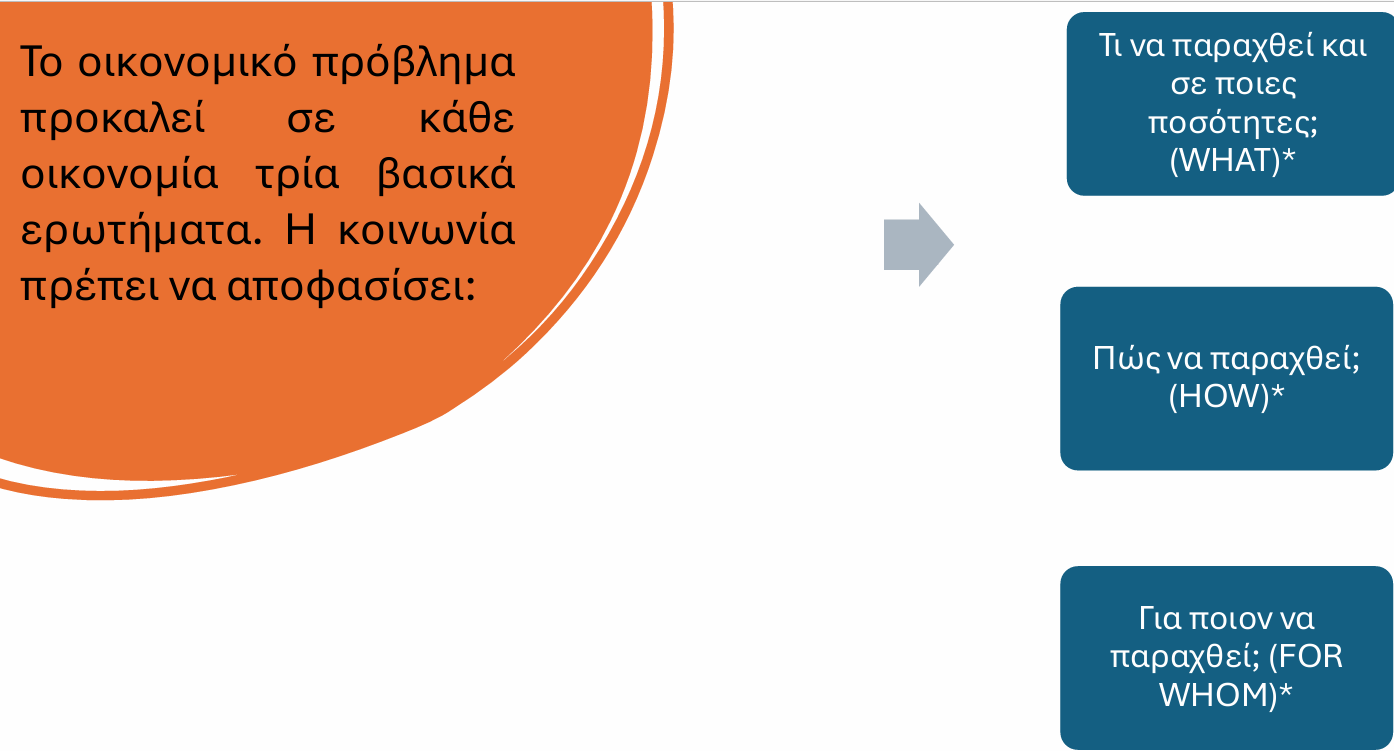 Το οικονομικό πρόβλημα
προκαλεί σε κάθε
οικονομία τρία βασικά
ερωτήματα. Η κοινωνία
πρέπει να αποφασίσει:
Τι να παραχθεί και
σε ποιες
ποσότητες;
(WHAT)*
Πώς να παραχθεί;
(HOW)*
Για ποιον να
παραχθεί; (FOR
WHOM)*